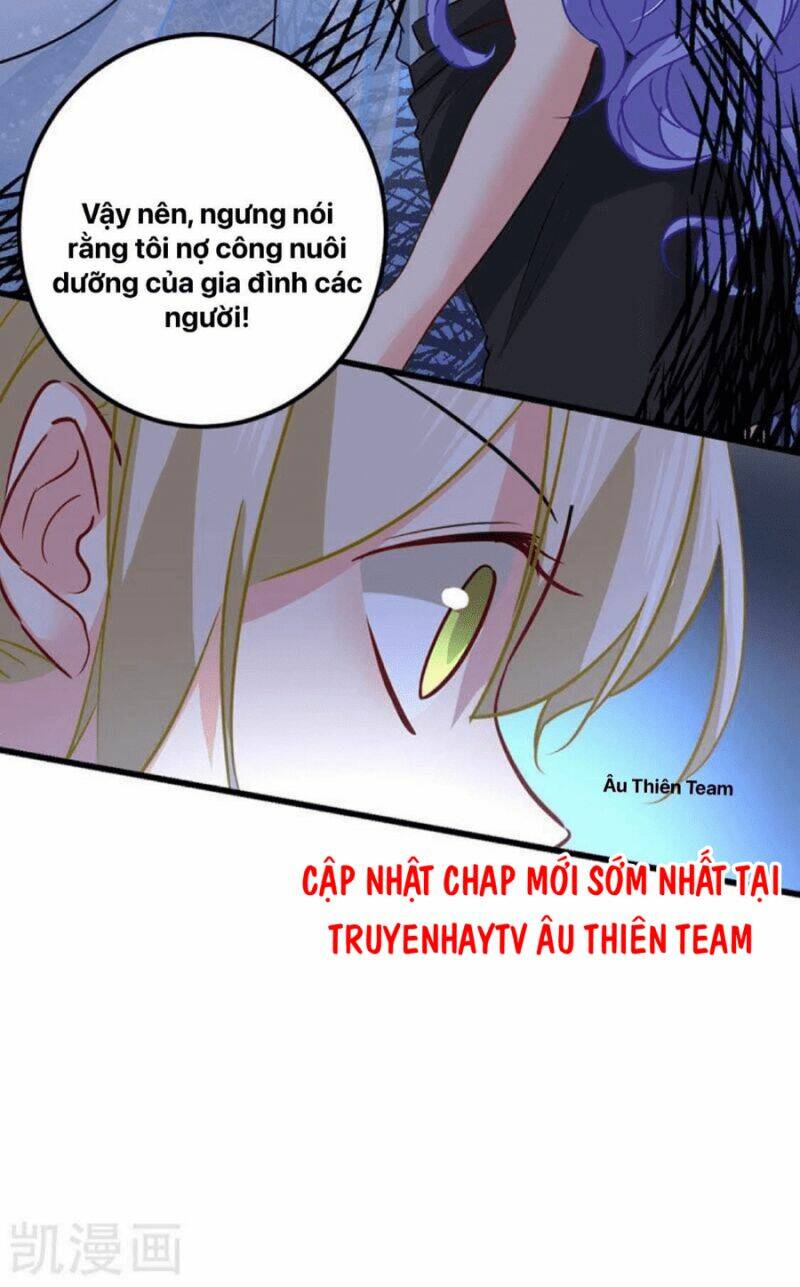 Vậy nên, ngưng nói
rằng tôi nợ công nuôi
dưỡng của gia đình các
người!
Âu Thiên Team
CẬP NHẬT CHAP MỚI SỚM NHẤT TẠI
TRUYENHAYTV ÂU THIÊN TEAM
凯漫画